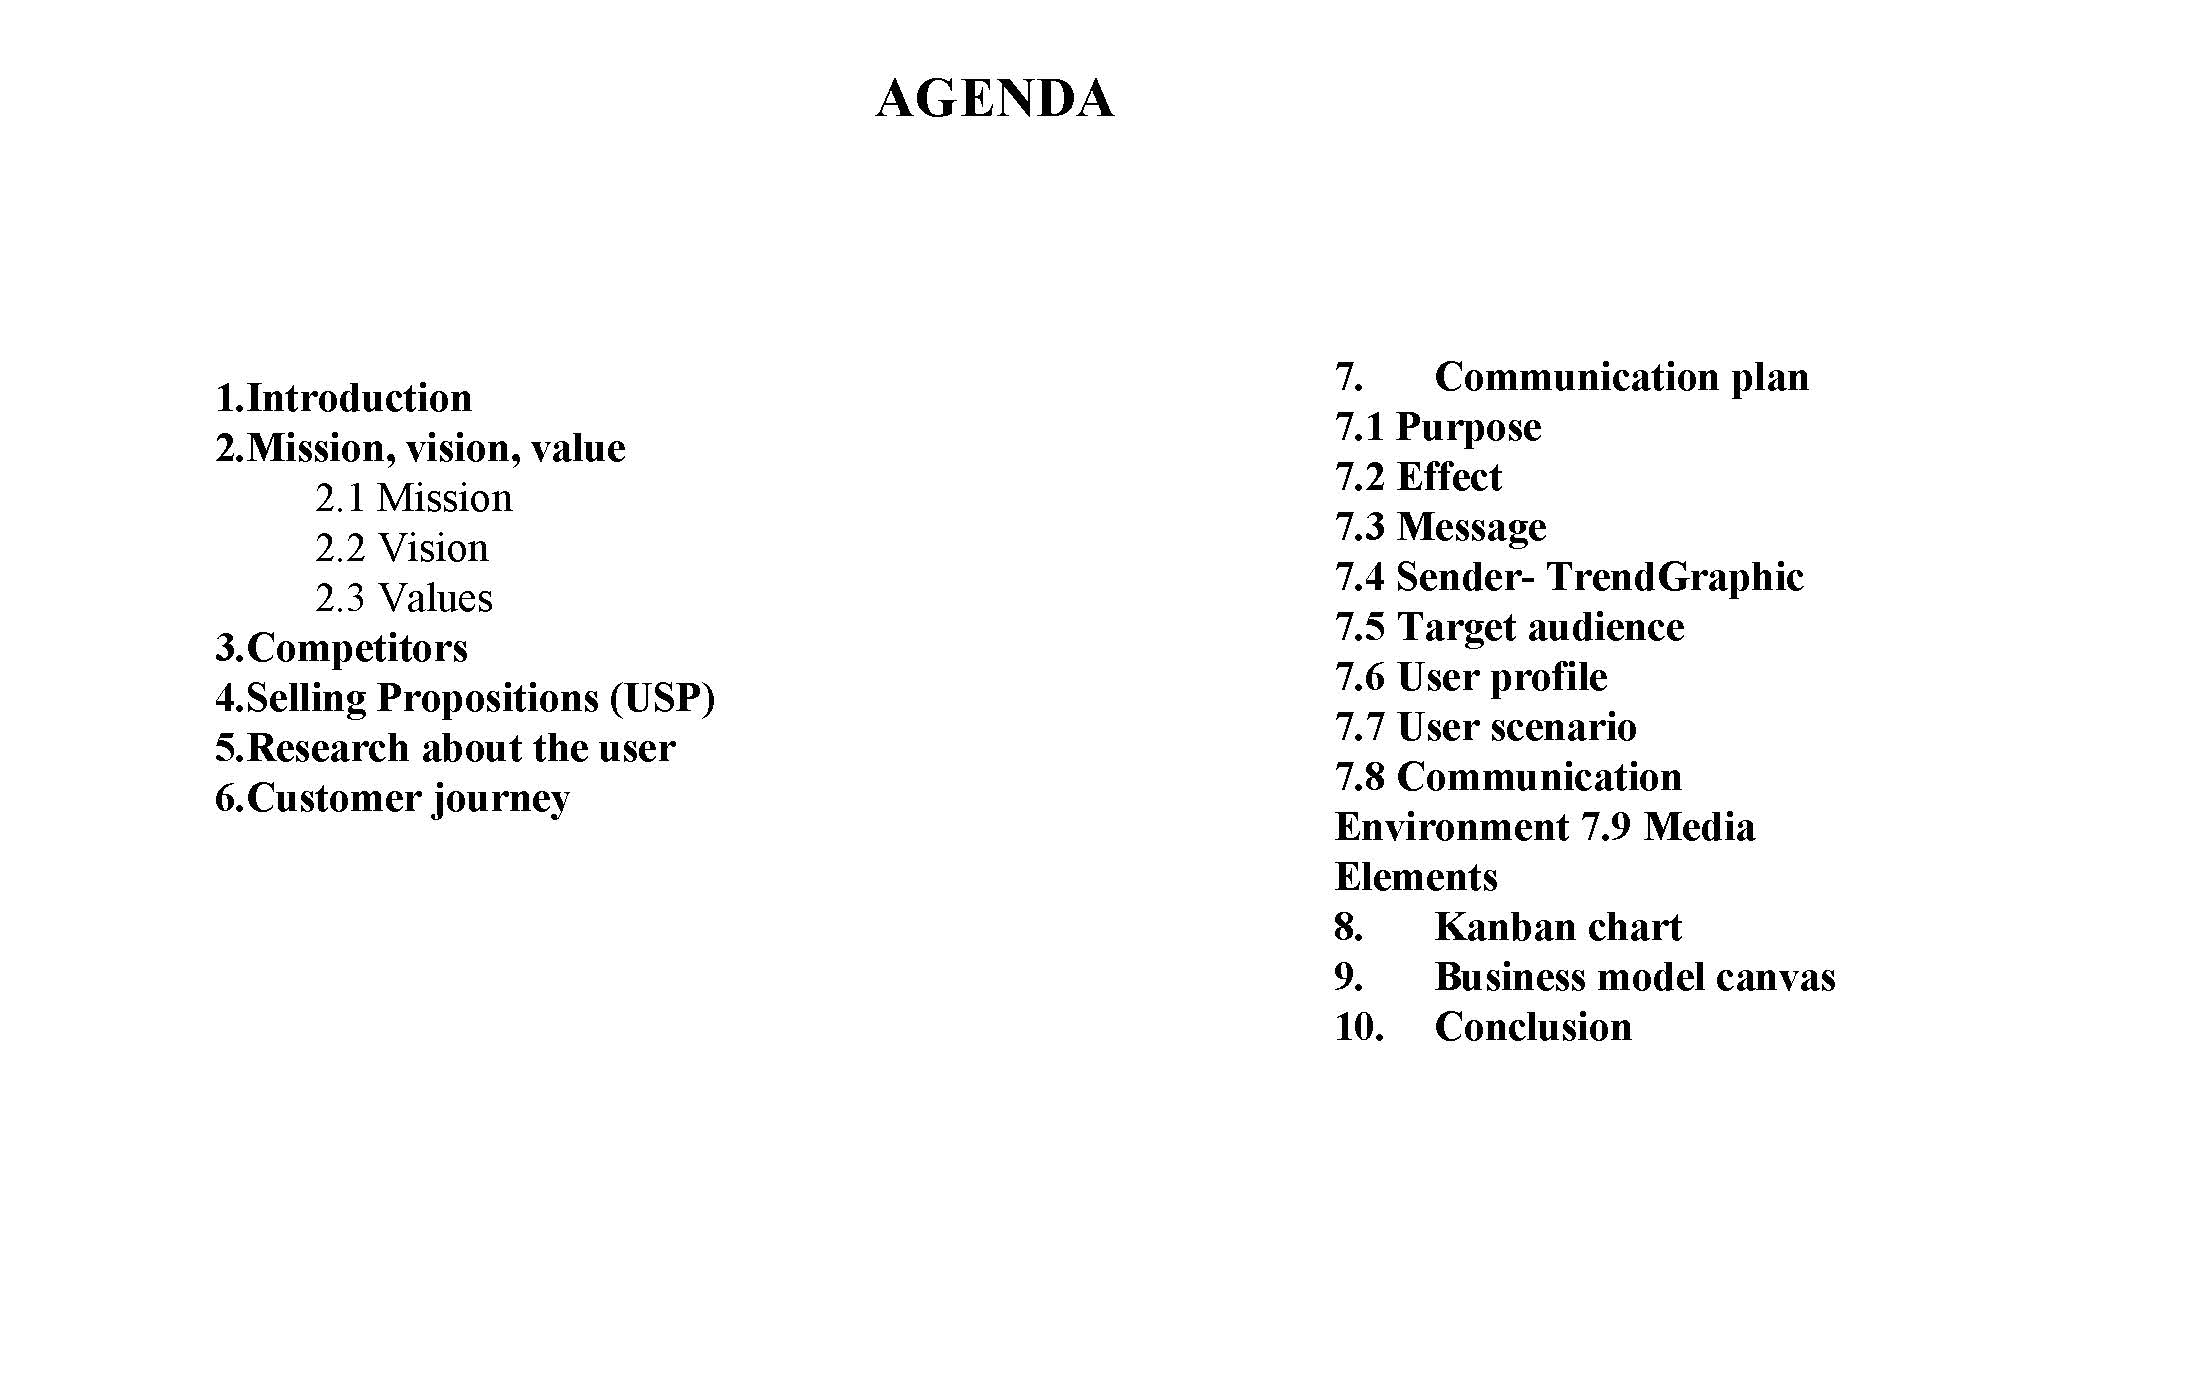 AGENDA
1.Introduction
2.Mission, vision, value
2.1 Mission
2.2 Vision
2.3 Values
3.Competitors
4.Selling Propositions (USP)
5.Research about the user
6.Customer journey
7. Communication plan
7.1 Purpose
7.2 Effect
7.3 Message
7.4 Sender- TrendGraphic
7.5 Target audience
7.6 User profile
7.7 User scenario
7.8 Communication
Environment 7.9 Media
Elements
8. Kanban chart
9. Business model canvas
10. Conclusion